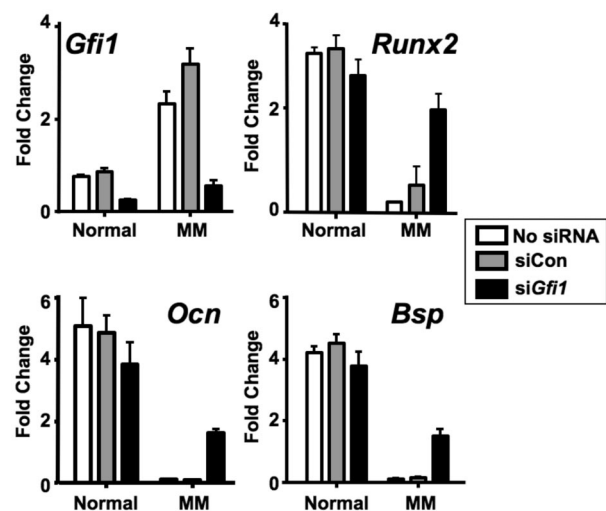 Gfi1
Fold Change
4
2
0
Normal MM
Runx2
Fold Change
4
2
0
Normal MM
No siRNA
siCon
siGfi1
Ocn
Fold Change
6
4
2
0
Normal MM
Bsp
Fold Change
6
4
2
0
Normal MM